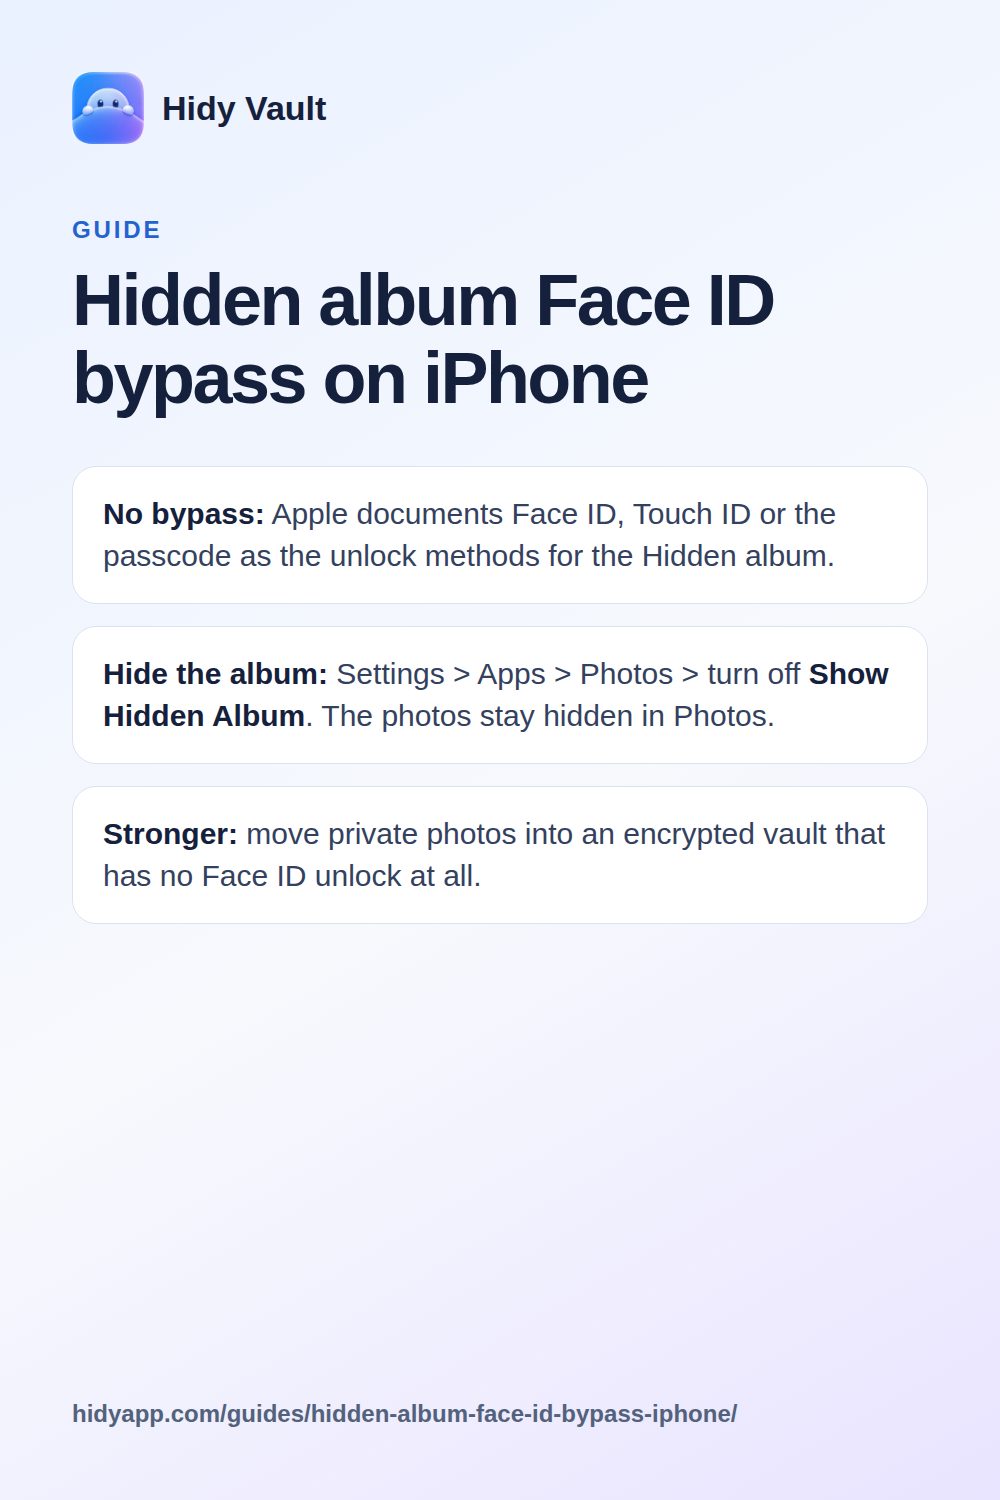 Hidy Vault
GUIDE
Hidden album Face ID
bypass on iPhone
No bypass: Apple documents Face ID, Touch ID or the
passcode as the unlock methods for the Hidden album.
Hide the album: Settings > Apps > Photos > turn off Show
Hidden Album. The photos stay hidden in Photos.
Stronger: move private photos into an encrypted vault that
has no Face ID unlock at all.
hidyapp.com/guides/hidden-album-face-id-bypass-iphone/